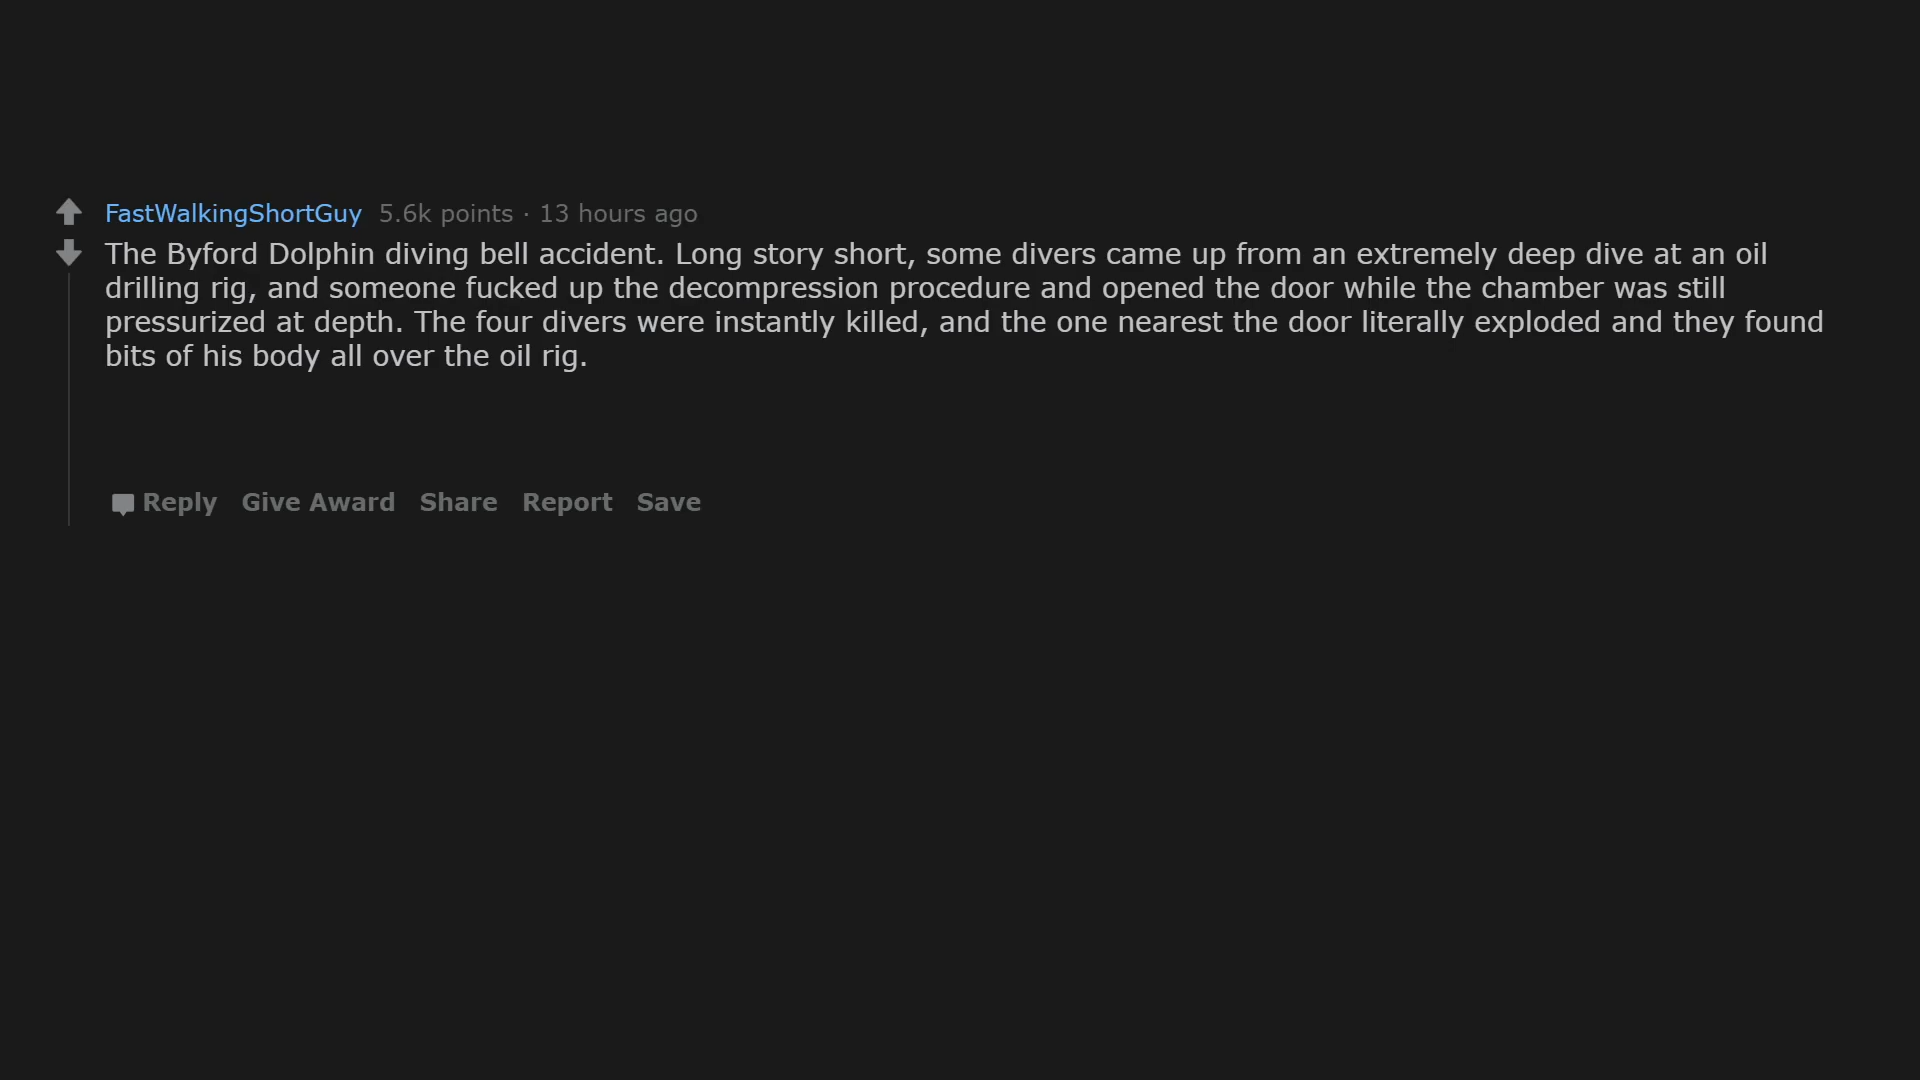 FastWalkingShortGuy 5.6k points · 13 hours ago
The Byford Dolphin diving bell accident. Long story short, some divers came up from an extremely deep dive at an oil
drilling rig, and someone fucked up the decompression procedure and opened the door while the chamber was still
pressurized at depth. The four divers were instantly killed, and the one nearest the door literally exploded and they found
bits of his body all over the oil rig.
Reply Give Award Share Report Save